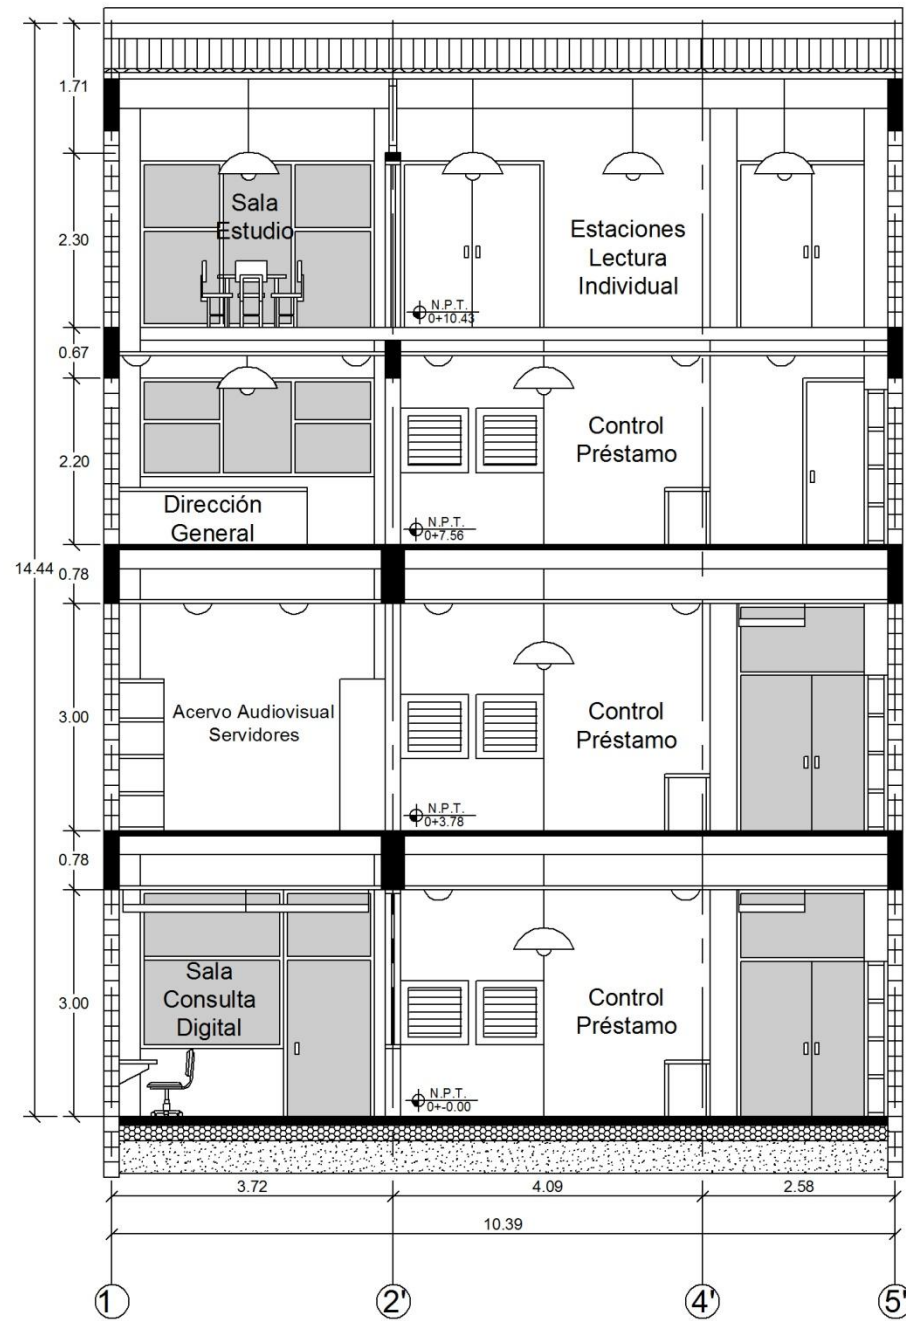 1.71
Sala
Estudio
2.30
Estaciones
Lectura
Individual
N.P.T.
0+10.43
0.67
Control
Préstamo
2.20
Dirección
General
N.P.T.
0+7.56
14.44
0.78
Acervo Audiovisual
Servidores
3.00
Control
Préstamo
N.P.T.
0+3.78
0.78
Sala
Consulta
Digital
3.00
Control
Préstamo
N.P.T.
0+-0.00
3.72
4.09
2.58
10.39
1
2'
4'
5'